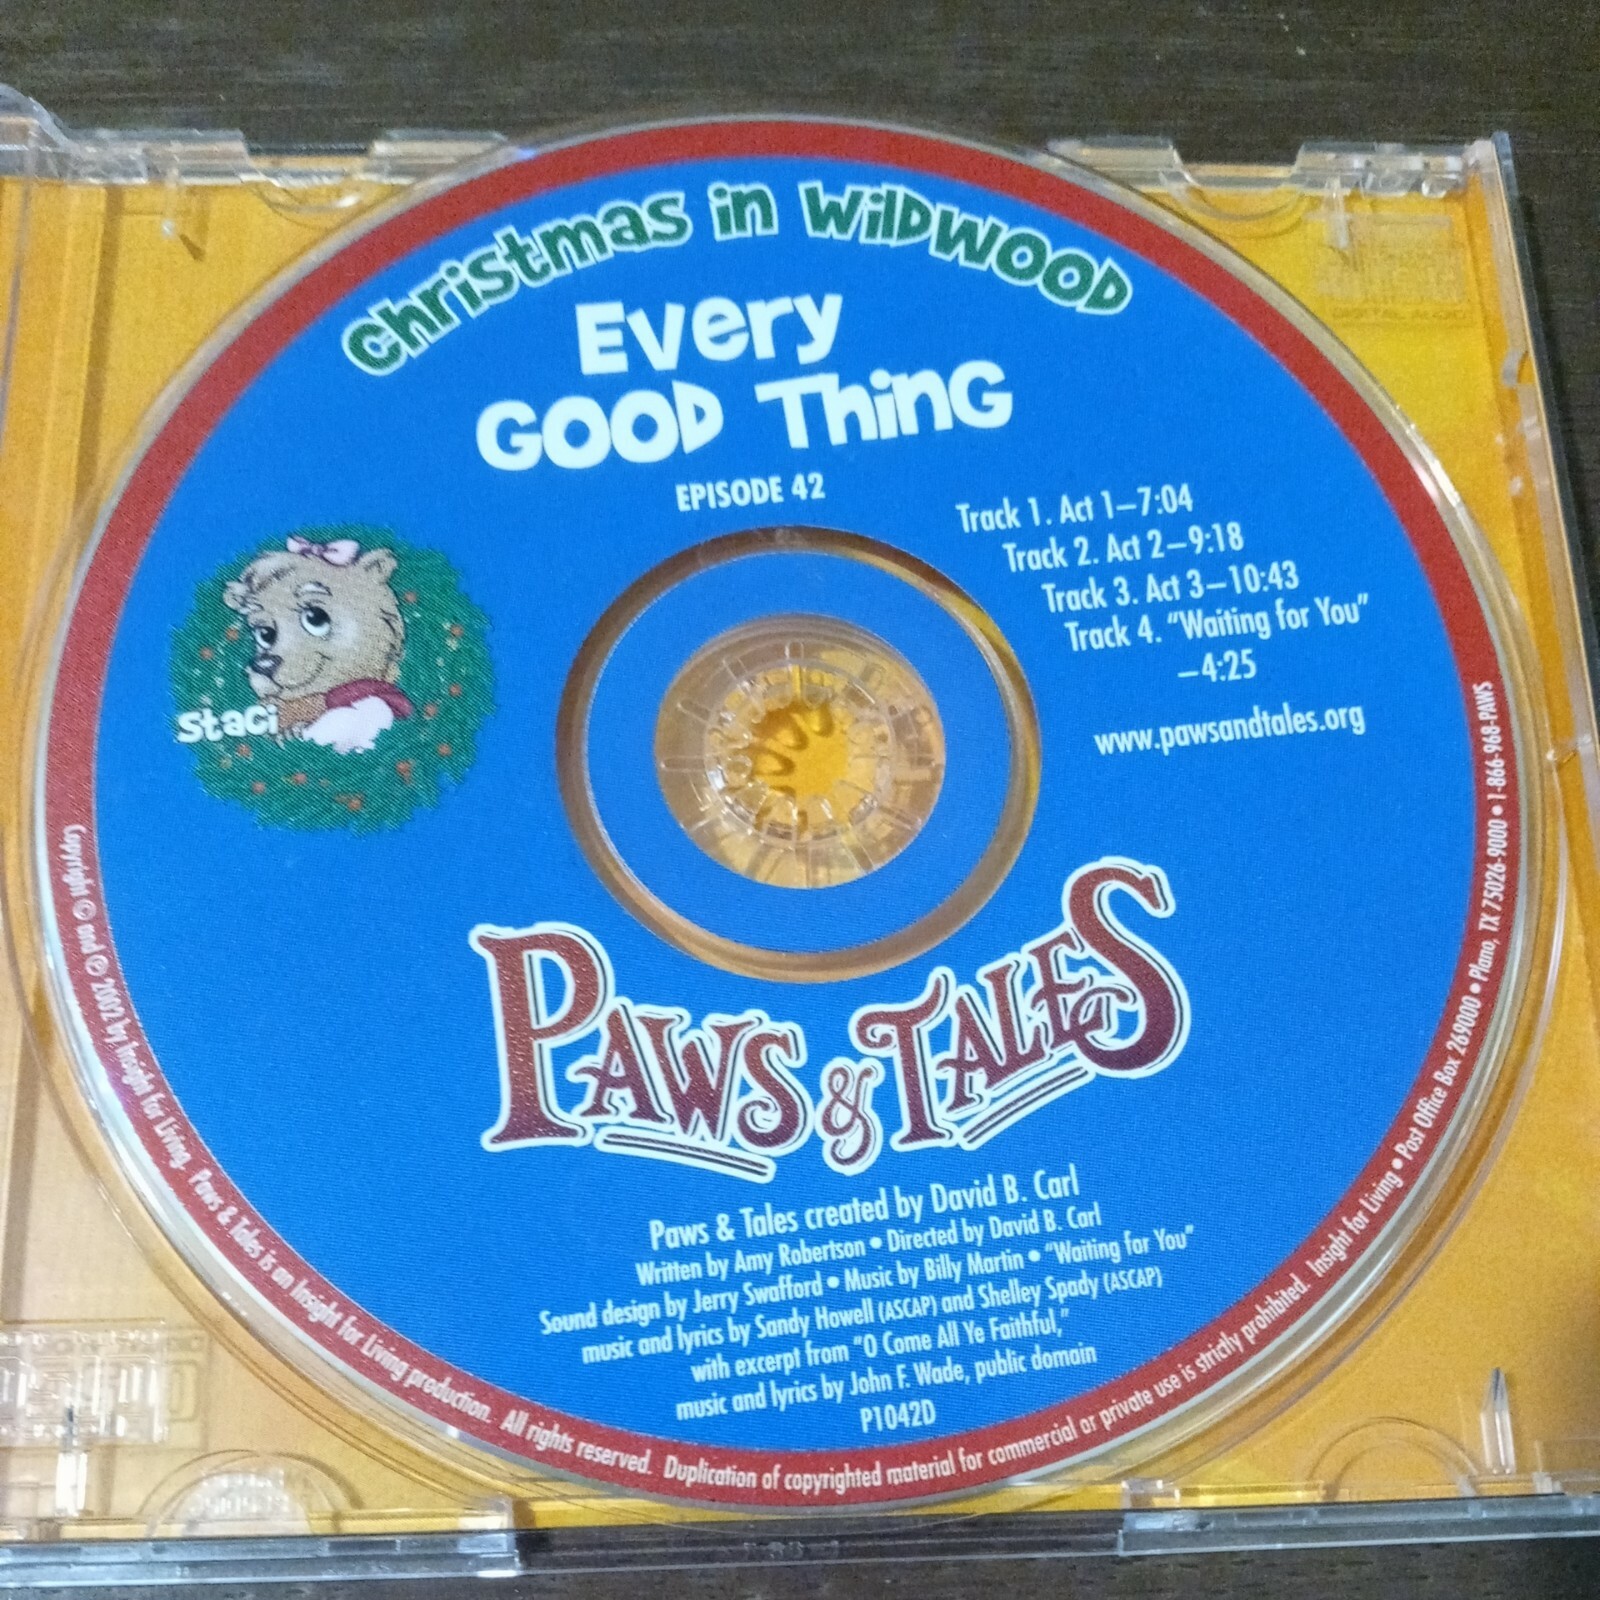 Christmas in Wildwood
Every
Good Thing
EPISODE 42
Track 1. Act 1–7:04
Track 2. Act 2–9:18
Track 3. Act 3–10:43
Track 4. “Waiting for You”
–4:25
www.pawsandtales.org
Staci
PAWS & TALES
Paws & Tales created by David B. Carl
Written by Amy Robertson • Directed by David B. Carl
Sound design by Jerry Swafford • Music by Billy Martin • “Waiting for You”
music and lyrics by Sandy Howell (ASCAP) and Shelley Spady (ASCAP)
with excerpt from “O Come All Ye Faithful,”
music and lyrics by John F. Wade, public domain
P1042D
Copyright © and ℗ 2002 by Insight for Living. Paws & Tales is an Insight for Living production. All rights reserved. Duplication of copyrighted material for commercial or private use is strictly prohibited. Insight for Living • Post Office Box 269000 • Plano, TX 75026-9000 • 1-866-968-PAWS